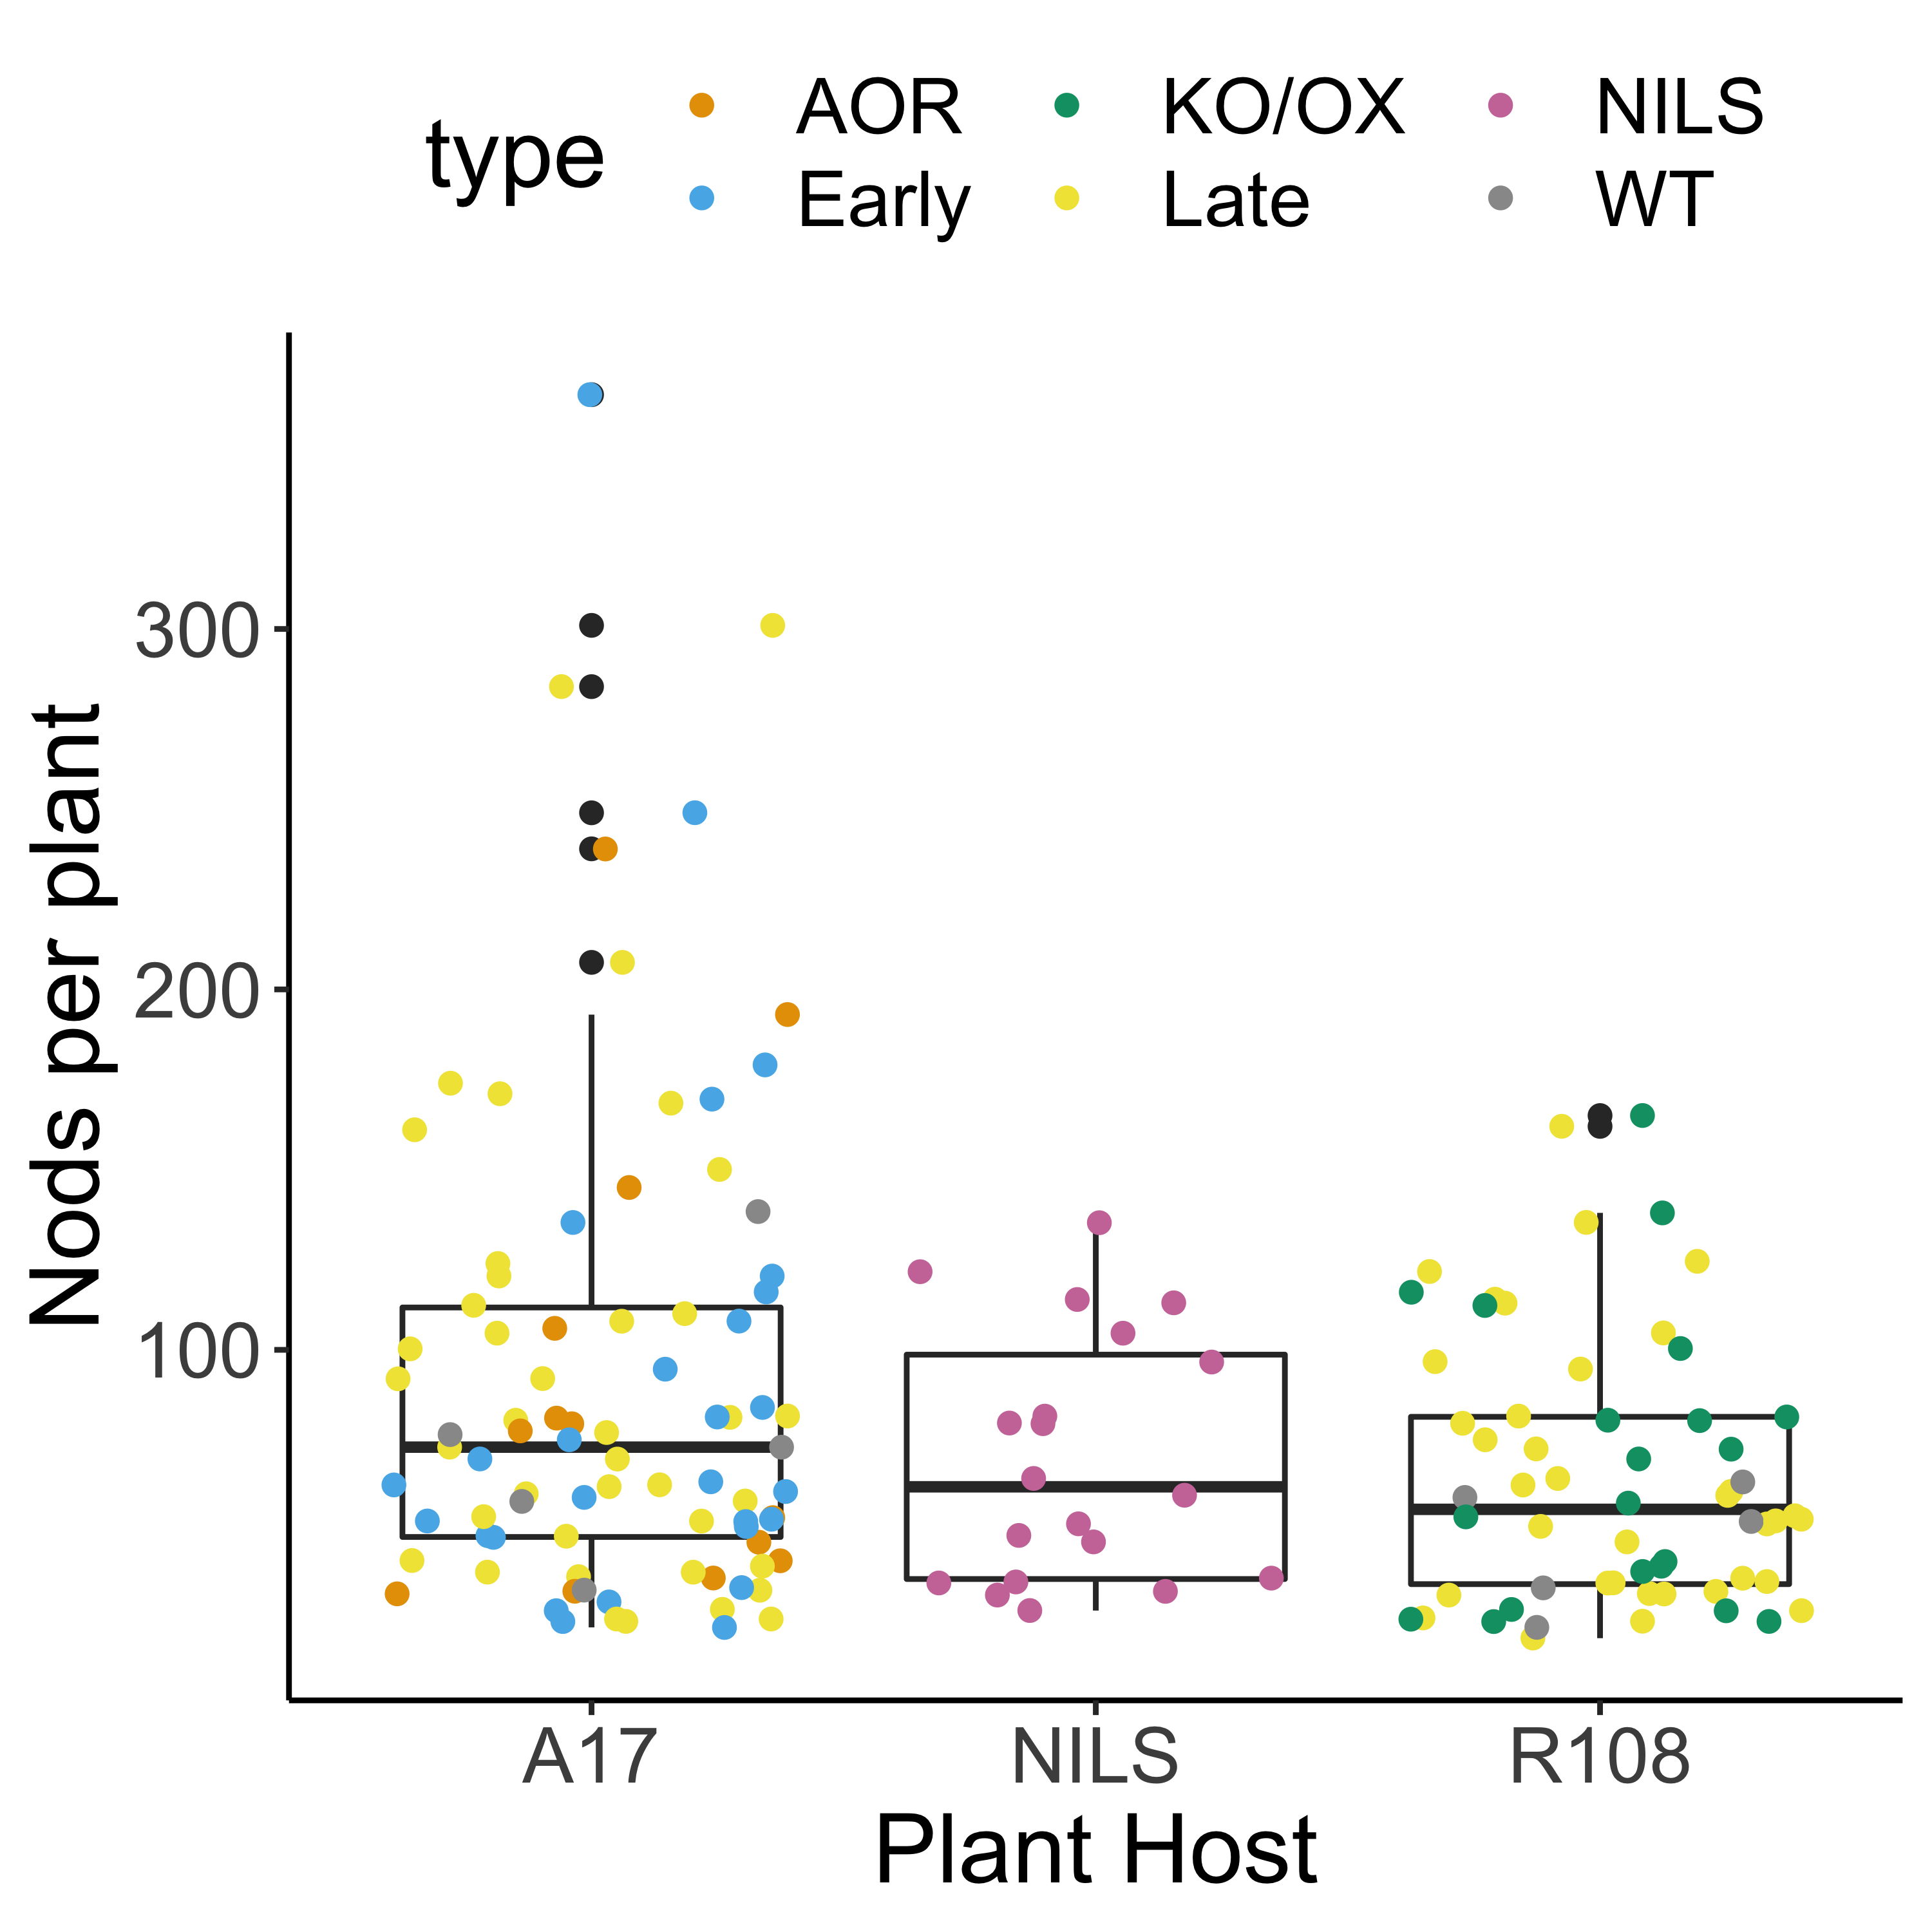 type
AOR KO/OX NILS
Early Late WT
Nods per plant
300
200
100
A17 NILS R108
Plant Host